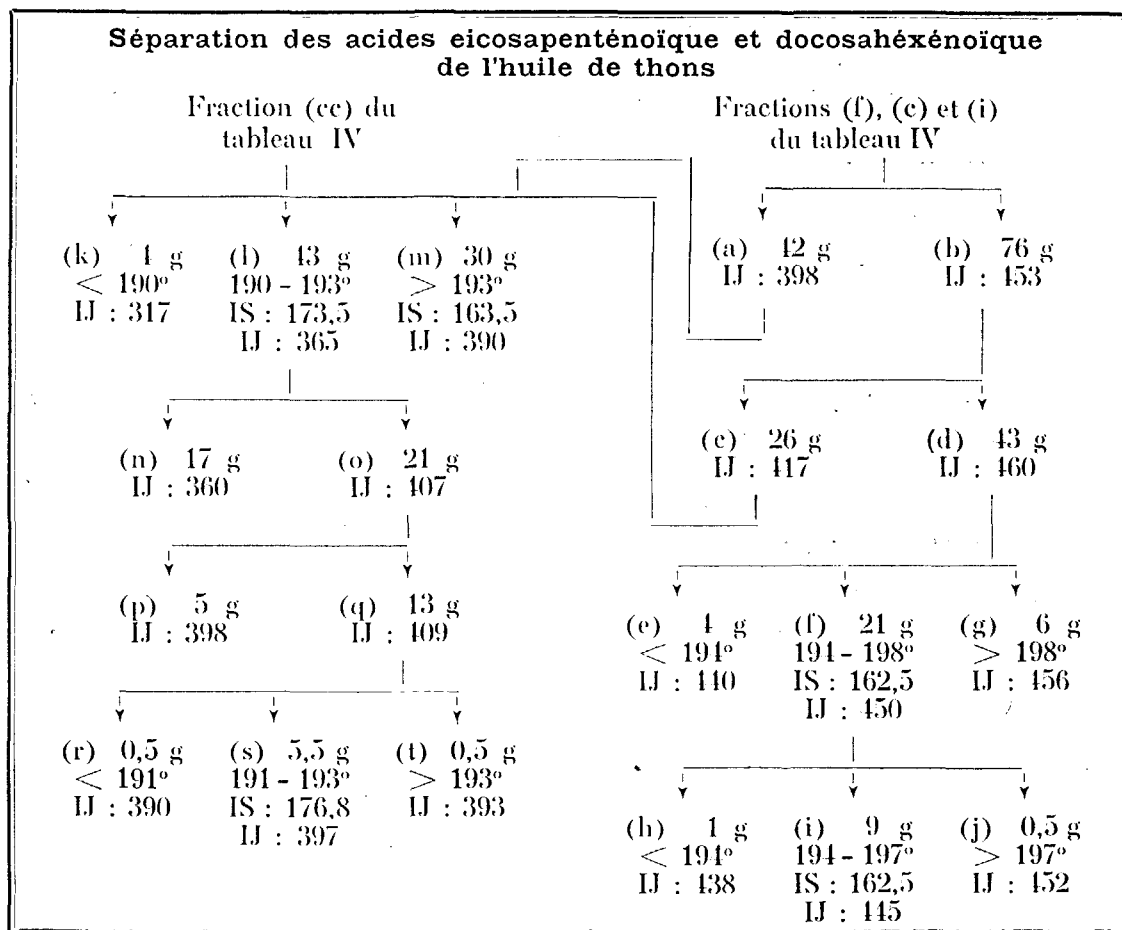 Séparation des acides eicosapenténoïque et docosahéxénoïque
de l'huile de thons
Fraction (cc) du
tableau IV
Fractions (f), (c) et (i)
du tableau IV
(k) 4 g
< 190°
IJ : 317
(l) 43 g
190 - 193°
IS : 173,5
IJ : 365
(m) 30 g
> 193°
IS : 163,5
IJ : 390
(a) 42 g
IJ : 398
(b) 76 g
IJ : 453
(n) 17 g
IJ : 360
(o) 21 g
IJ : 407
(c) 26 g
IJ : 417
(d) 43 g
IJ : 460
(p) 5 g
IJ : 398
(q) 13 g
IJ : 409
(e) 4 g
< 194°
IJ : 440
(f) 21 g
194 - 198°
IS : 162,5
IJ : 450
(g) 6 g
> 198°
IJ : 456
(r) 0,5 g
< 191°
IJ : 390
(s) 5,5 g
191 - 193°
IS : 176,8
IJ : 397
(t) 0,5 g
> 193°
IJ : 393
(h) 1 g
< 194°
IJ : 438
(i) 9 g
194 - 197°
IS : 162,5
IJ : 445
(j) 0,5 g
> 197°
IJ : 452